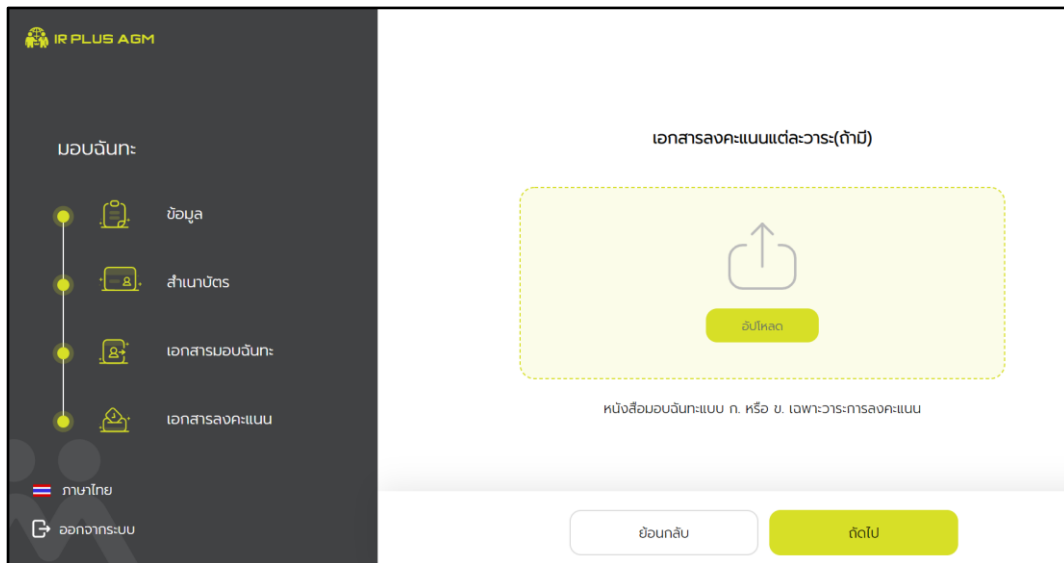 IR PLUS AGM
มอบฉันทะ
ข้อมูล
สำเนาบัตร
เอกสารมอบฉันทะ
เอกสารลงคะแนน
ภาษาไทย
ออกจากระบบ
เอกสารลงคะแนนแต่ละวาระ(ถ้ามี)
อัปโหลด
หนังสือมอบฉันทะแบบ ก. หรือ ข. เฉพาะวาระการลงคะแนน
ย้อนกลับ
ถัดไป